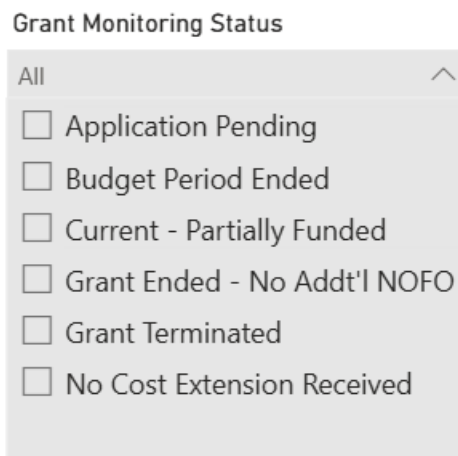 Grant Monitoring Status
All
Application Pending
Budget Period Ended
Current - Partially Funded
Grant Ended - No Addt'l NOFO
Grant Terminated
No Cost Extension Received